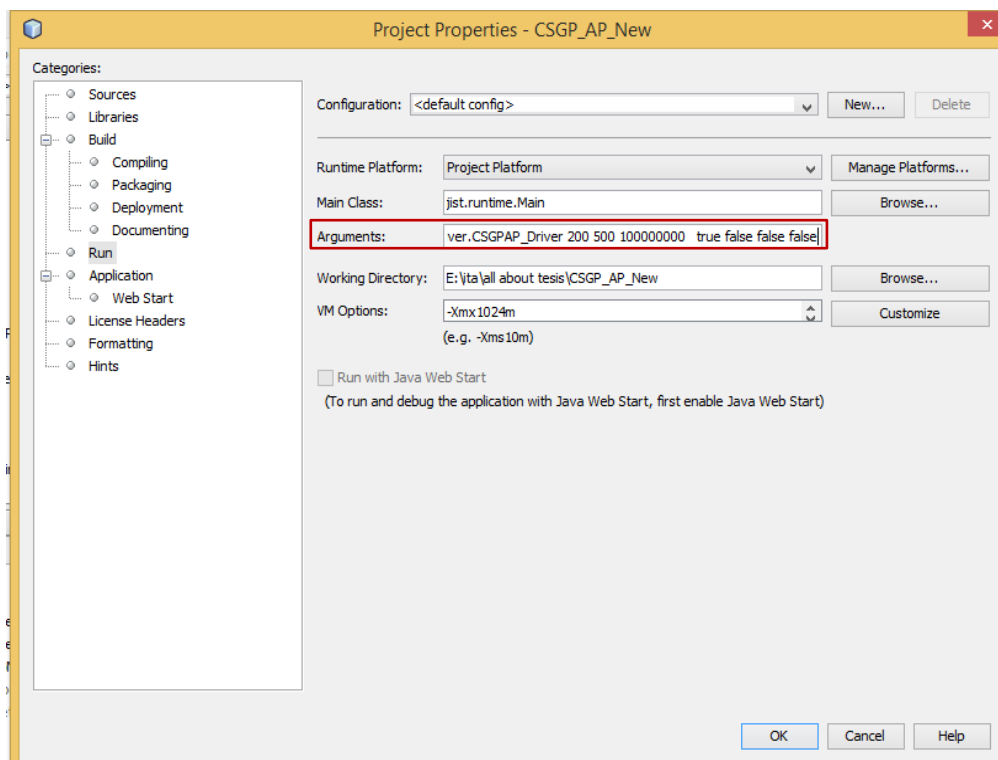 Project Properties - CSGP_AP_New
Categories:
Sources
Libraries
Build
Compiling
Packaging
Deployment
Documenting
Run
Application
Web Start
License Headers
Formatting
Hints
Configuration: <default config> New... Delete
Runtime Platform: Project Platform Manage Platforms...
Main Class: jist.runtime.Main Browse...
Arguments: ver.CSGPAP_Driver 200 500 100000000 true false false false
Working Directory: E:\ita\all about tesis\CSGP_AP_New Browse...
VM Options: -Xmx1024m Customize
(e.g. -Xms10m)
Run with Java Web Start
(To run and debug the application with Java Web Start, first enable Java Web Start)
OK Cancel Help